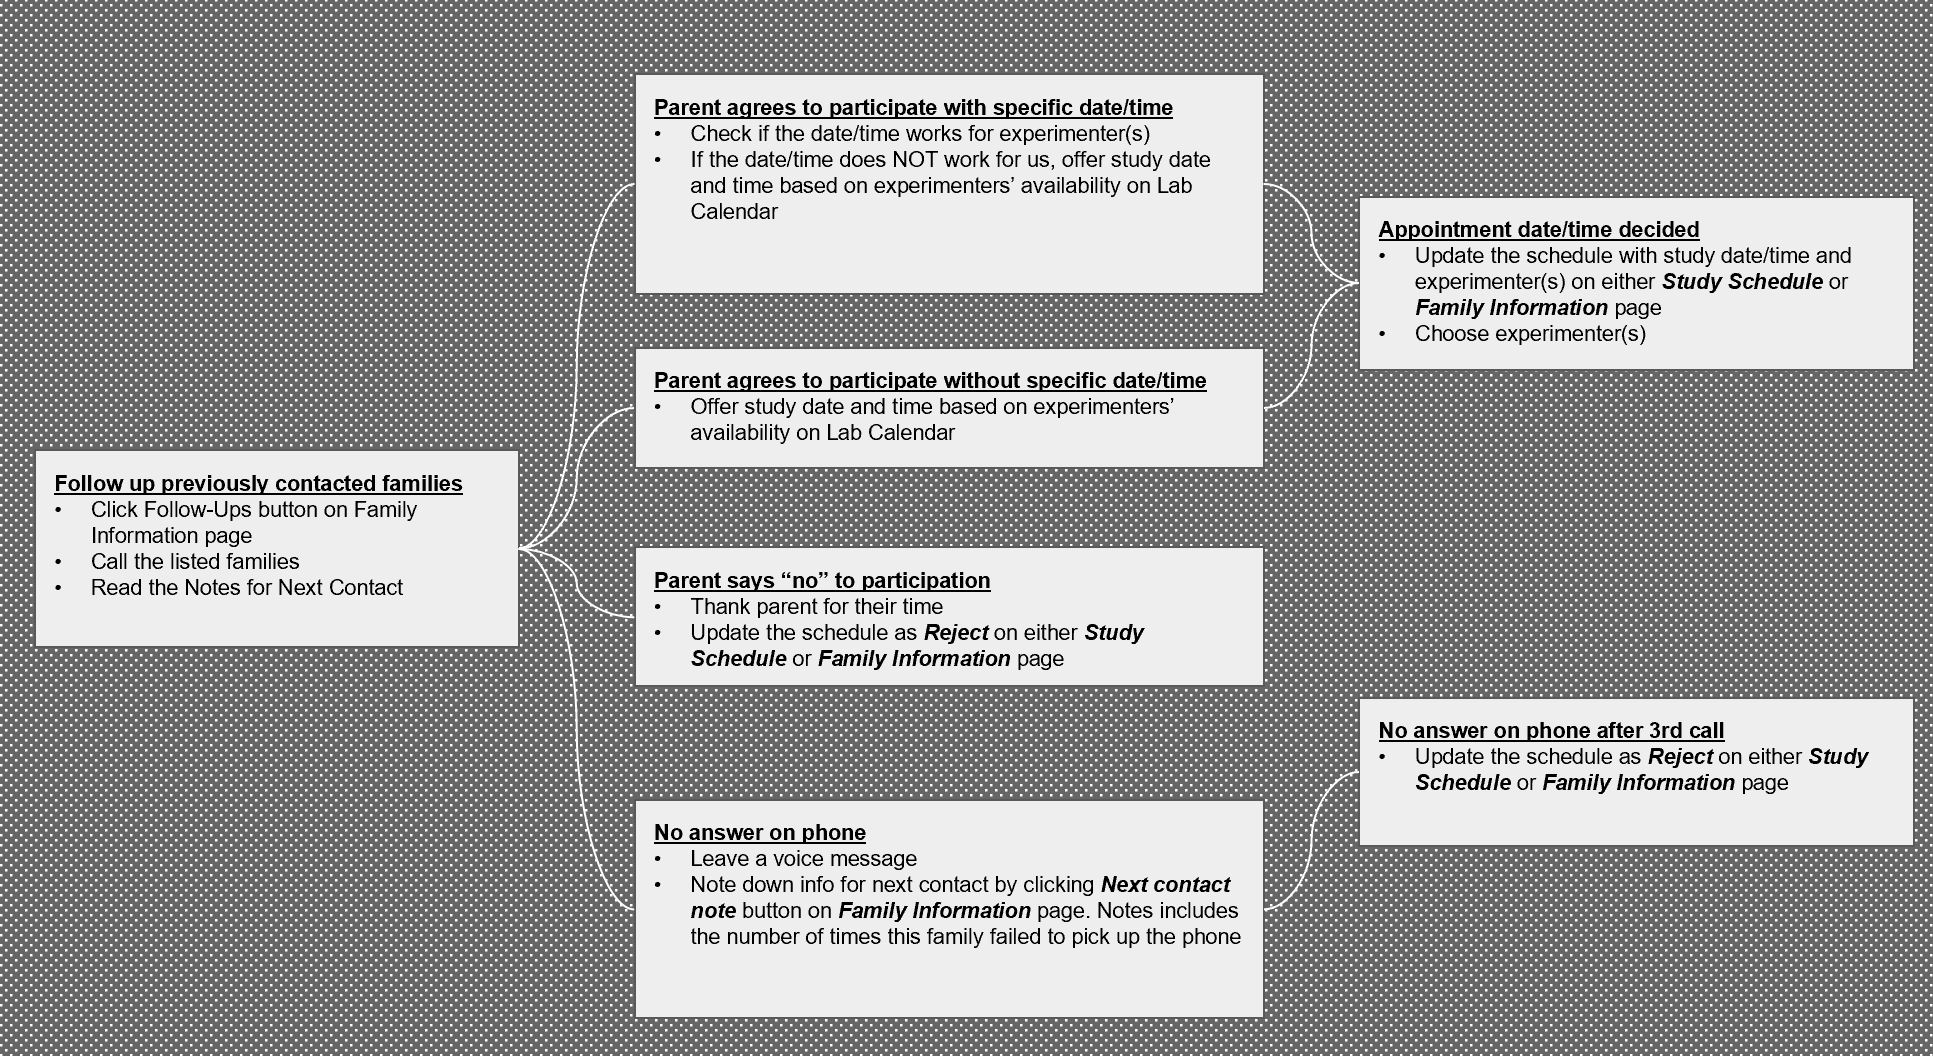 Parent agrees to participate with specific date/time
• Check if the date/time works for experimenter(s)
• If the date/time does NOT work for us, offer study date
and time based on experimenters’ availability on Lab
Calendar
Appointment date/time decided
• Update the schedule with study date/time and
experimenter(s) on either Study Schedule or
Family Information page
• Choose experimenter(s)
Parent agrees to participate without specific date/time
• Offer study date and time based on experimenters’
availability on Lab Calendar
Follow up previously contacted families
• Click Follow-Ups button on Family
Information page
• Call the listed families
• Read the Notes for Next Contact
Parent says “no” to participation
• Thank parent for their time
• Update the schedule as Reject on either Study
Schedule or Family Information page
No answer on phone after 3rd call
• Update the schedule as Reject on either Study
Schedule or Family Information page
No answer on phone
• Leave a voice message
• Note down info for next contact by clicking Next contact
note button on Family Information page. Notes includes
the number of times this family failed to pick up the phone